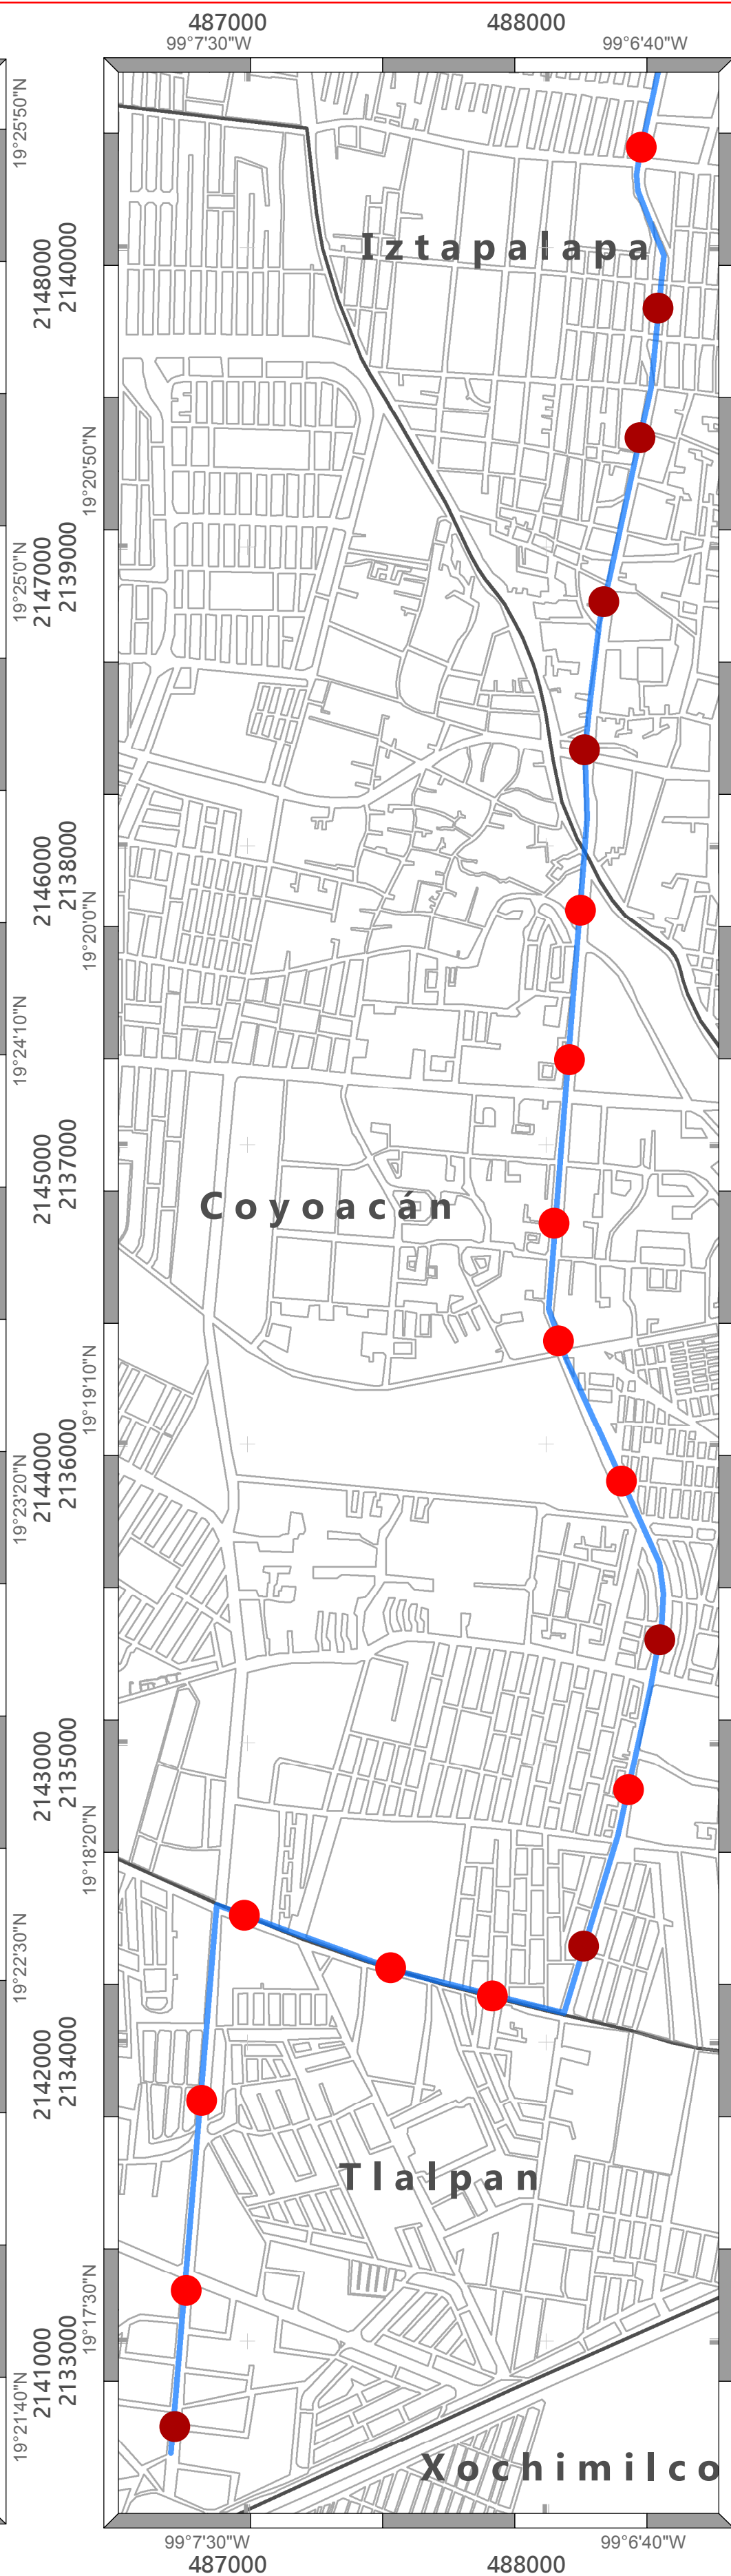 487000 488000
99°7'30"W 99°6'40"W
19°25'50"N
Iztapalapa
2148000
2140000
19°20'50"N
19°25'0"N
2147000
2139000
2146000
2138000
19°20'0"N
19°24'10"N
2145000
2137000
Coyoacán
19°19'10"N
19°23'20"N
2144000
2136000
2143000
2135000
19°18'20"N
19°22'30"N
2142000
2134000
Tlalpan
19°17'30"N
19°21'40"N
2141000
2133000
Xochimilco
99°7'30"W 99°6'40"W
487000 488000